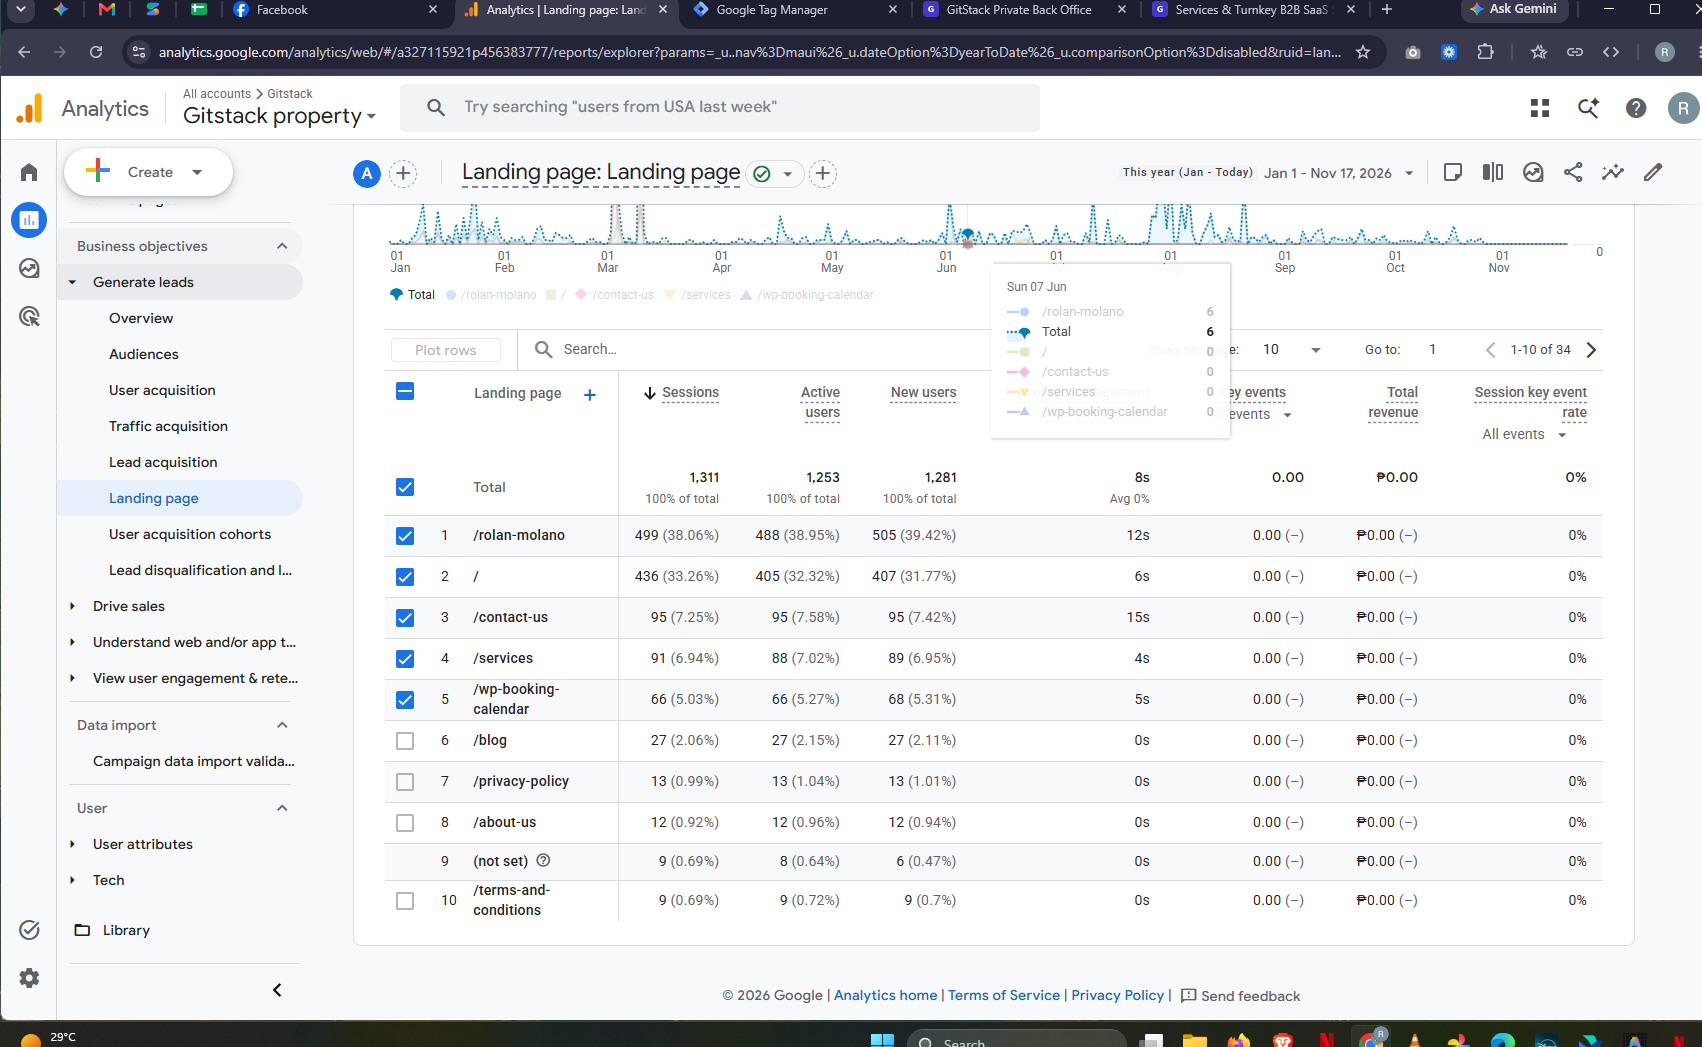 Facebook
Analytics | Landing page: Land
Google Tag Manager
GitStack Private Back Office
Services & Turnkey B2B SaaS
Ask Gemini
analytics.google.com/analytics/web/#/a327115921p456383777/reports/explorer?params=_u..nav%3Dmaui%26_u.dateOption%3DyearToDate%26_u.comparisonOption%3Ddisabled&ruid=lan...
R
Analytics
All accounts > Gitstack
Gitstack property
Try searching "users from USA last week"
R
Create
A
Landing page: Landing page
This year (Jan - Today) Jan 1 - Nov 17, 2026
Business objectives
Generate leads
Overview
Audiences
User acquisition
Traffic acquisition
Lead acquisition
Landing page
User acquisition cohorts
Lead disqualification and l...
Drive sales
Understand web and/or app t...
View user engagement & rete...
Data import
Campaign data import valida...
User
User attributes
Tech
Library
0
01 Jan
01 Feb
01 Mar
01 Apr
01 May
01 Jun
01
01
01 Sep
01 Oct
01 Nov
Total /rolan-molano / /contact-us /services /wp-booking-calendar
Sun 07 Jun
/rolan-molano 6
Total 6
/ 0
/contact-us 0
/services 0
/wp-booking-calendar 0
Plot rows
Search...
10
Go to: 1
1-10 of 34
Landing page
Sessions
Active users
New users
events
Total revenue
Session key event rate
All events
Total 1,311 1,253 1,281 8s 0.00 ₱0.00 0%
100% of total 100% of total 100% of total Avg 0%
1 /rolan-molano 499 (38.06%) 488 (38.95%) 505 (39.42%) 12s 0.00 (–) ₱0.00 (–) 0%
2 / 436 (33.26%) 405 (32.32%) 407 (31.77%) 6s 0.00 (–) ₱0.00 (–) 0%
3 /contact-us 95 (7.25%) 95 (7.58%) 95 (7.42%) 15s 0.00 (–) ₱0.00 (–) 0%
4 /services 91 (6.94%) 88 (7.02%) 89 (6.95%) 4s 0.00 (–) ₱0.00 (–) 0%
5 /wp-booking-calendar 66 (5.03%) 66 (5.27%) 68 (5.31%) 5s 0.00 (–) ₱0.00 (–) 0%
6 /blog 27 (2.06%) 27 (2.15%) 27 (2.11%) 0s 0.00 (–) ₱0.00 (–) 0%
7 /privacy-policy 13 (0.99%) 13 (1.04%) 13 (1.01%) 0s 0.00 (–) ₱0.00 (–) 0%
8 /about-us 12 (0.92%) 12 (0.96%) 12 (0.94%) 0s 0.00 (–) ₱0.00 (–) 0%
9 (not set) 9 (0.69%) 8 (0.64%) 6 (0.47%) 0s 0.00 (–) ₱0.00 (–) 0%
10 /terms-and-conditions 9 (0.69%) 9 (0.72%) 9 (0.7%) 0s 0.00 (–) ₱0.00 (–) 0%
© 2026 Google | Analytics home | Terms of Service | Privacy Policy | Send feedback
29°C
Search
R